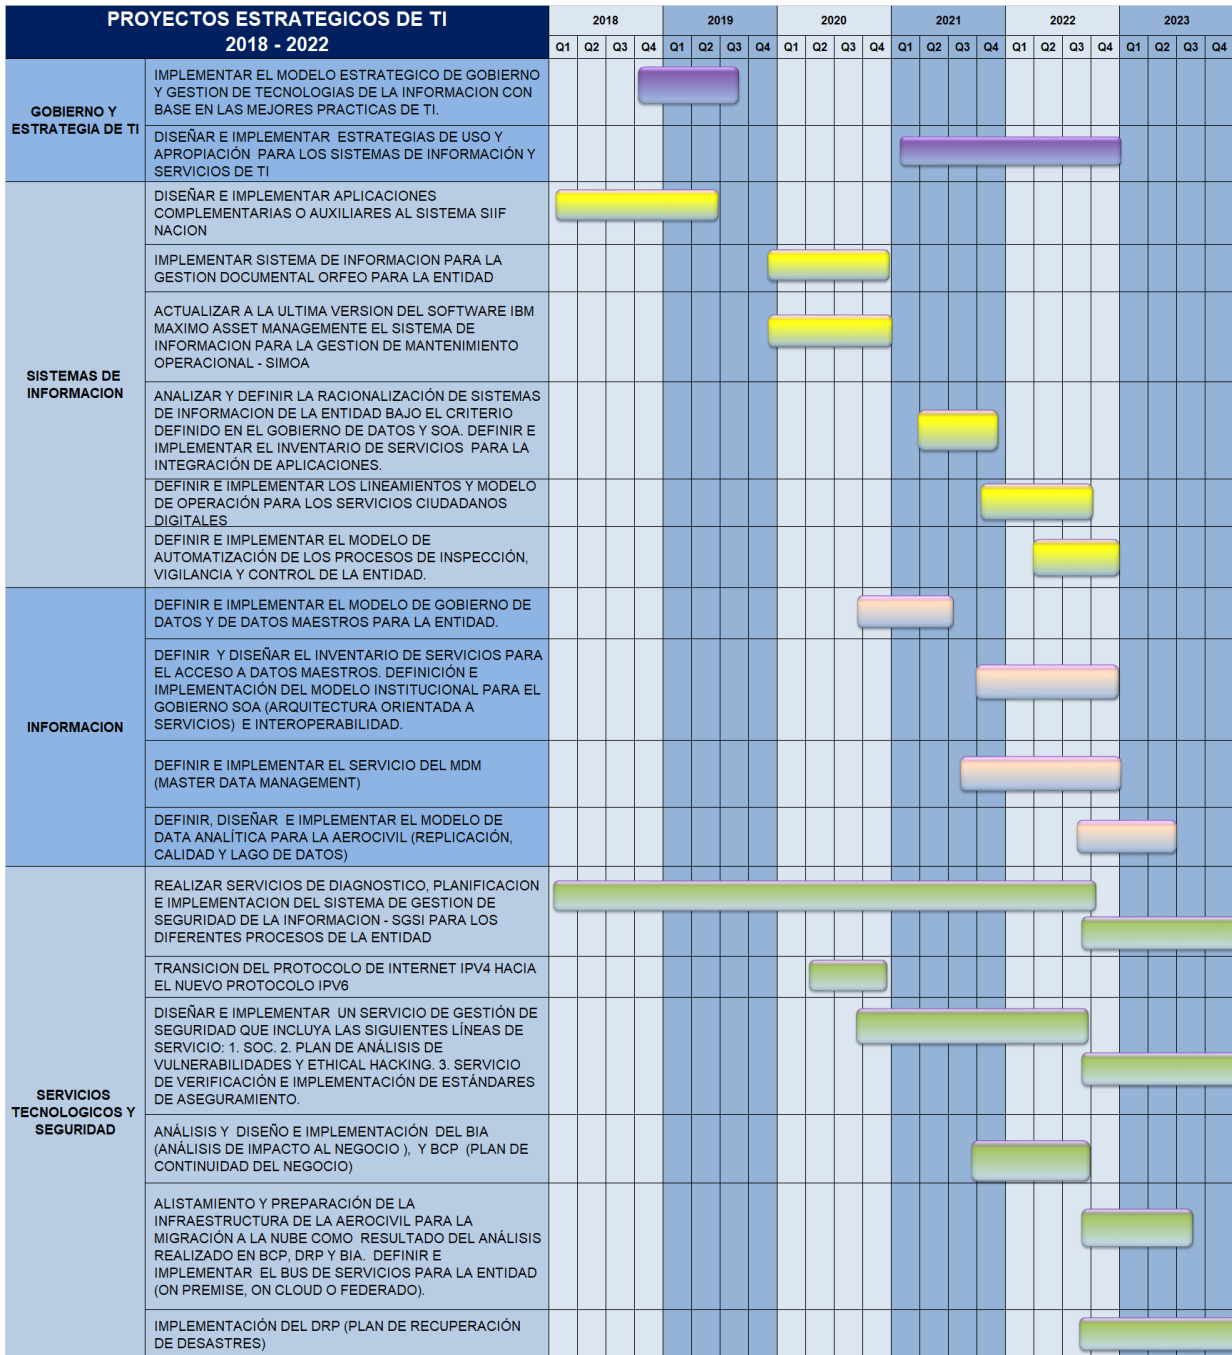 PROYECTOS ESTRATEGICOS DE TI
2018 - 2022
2018 2019 2020 2021 2022 2023
Q1 Q2 Q3 Q4 Q1 Q2 Q3 Q4 Q1 Q2 Q3 Q4 Q1 Q2 Q3 Q4 Q1 Q2 Q3 Q4 Q1 Q2 Q3 Q4
GOBIERNO Y
ESTRATEGIA DE TI
IMPLEMENTAR EL MODELO ESTRATEGICO DE GOBIERNO
Y GESTION DE TECNOLOGIAS DE LA INFORMACION CON
BASE EN LAS MEJORES PRACTICAS DE TI.
DISEÑAR E IMPLEMENTAR ESTRATEGIAS DE USO Y
APROPIACIÓN PARA LOS SISTEMAS DE INFORMACIÓN Y
SERVICIOS DE TI
SISTEMAS DE
INFORMACION
DISEÑAR E IMPLEMENTAR APLICACIONES
COMPLEMENTARIAS O AUXILIARES AL SISTEMA SIIF
NACION
IMPLEMENTAR SISTEMA DE INFORMACION PARA LA
GESTION DOCUMENTAL ORFEO PARA LA ENTIDAD
ACTUALIZAR A LA ULTIMA VERSION DEL SOFTWARE IBM
MAXIMO ASSET MANAGEMENTE EL SISTEMA DE
INFORMACION PARA LA GESTION DE MANTENIMIENTO
OPERACIONAL - SIMOA
ANALIZAR Y DEFINIR LA RACIONALIZACIÓN DE SISTEMAS
DE INFORMACION DE LA ENTIDAD BAJO EL CRITERIO
DEFINIDO EN EL GOBIERNO DE DATOS Y SOA. DEFINIR E
IMPLEMENTAR EL INVENTARIO DE SERVICIOS PARA LA
INTEGRACIÓN DE APLICACIONES.
DEFINIR E IMPLEMENTAR LOS LINEAMIENTOS Y MODELO
DE OPERACIÓN PARA LOS SERVICIOS CIUDADANOS
DIGITALES
DEFINIR E IMPLEMENTAR EL MODELO DE
AUTOMATIZACIÓN DE LOS PROCESOS DE INSPECCIÓN,
VIGILANCIA Y CONTROL DE LA ENTIDAD.
INFORMACION
DEFINIR E IMPLEMENTAR EL MODELO DE GOBIERNO DE
DATOS Y DE DATOS MAESTROS PARA LA ENTIDAD.
DEFINIR Y DISEÑAR EL INVENTARIO DE SERVICIOS PARA
EL ACCESO A DATOS MAESTROS. DEFINICIÓN E
IMPLEMENTACIÓN DEL MODELO INSTITUCIONAL PARA EL
GOBIERNO SOA (ARQUITECTURA ORIENTADA A
SERVICIOS) E INTEROPERABILIDAD.
DEFINIR E IMPLEMENTAR EL SERVICIO DEL MDM
(MASTER DATA MANAGEMENT)
DEFINIR, DISEÑAR E IMPLEMENTAR EL MODELO DE
DATA ANALÍTICA PARA LA AEROCIVIL (REPLICACIÓN,
CALIDAD Y LAGO DE DATOS)
SERVICIOS
TECNOLOGICOS Y
SEGURIDAD
REALIZAR SERVICIOS DE DIAGNOSTICO, PLANIFICACION
E IMPLEMENTACION DEL SISTEMA DE GESTION DE
SEGURIDAD DE LA INFORMACION - SGSI PARA LOS
DIFERENTES PROCESOS DE LA ENTIDAD
TRANSICION DEL PROTOCOLO DE INTERNET IPV4 HACIA
EL NUEVO PROTOCOLO IPV6
DISEÑAR E IMPLEMENTAR UN SERVICIO DE GESTIÓN DE
SEGURIDAD QUE INCLUYA LAS SIGUIENTES LÍNEAS DE
SERVICIO: 1. SOC. 2. PLAN DE ANÁLISIS DE
VULNERABILIDADES Y ETHICAL HACKING. 3. SERVICIO
DE VERIFICACIÓN E IMPLEMENTACIÓN DE ESTÁNDARES
DE ASEGURAMIENTO.
ANÁLISIS Y DISEÑO E IMPLEMENTACIÓN DEL BIA
(ANÁLISIS DE IMPACTO AL NEGOCIO ), Y BCP (PLAN DE
CONTINUIDAD DEL NEGOCIO)
ALISTAMIENTO Y PREPARACIÓN DE LA
INFRAESTRUCTURA DE LA AEROCIVIL PARA LA
MIGRACIÓN A LA NUBE COMO RESULTADO DEL ANÁLISIS
REALIZADO EN BCP, DRP Y BIA. DEFINIR E
IMPLEMENTAR EL BUS DE SERVICIOS PARA LA ENTIDAD
(ON PREMISE, ON CLOUD O FEDERADO).
IMPLEMENTACIÓN DEL DRP (PLAN DE RECUPERACIÓN
DE DESASTRES)